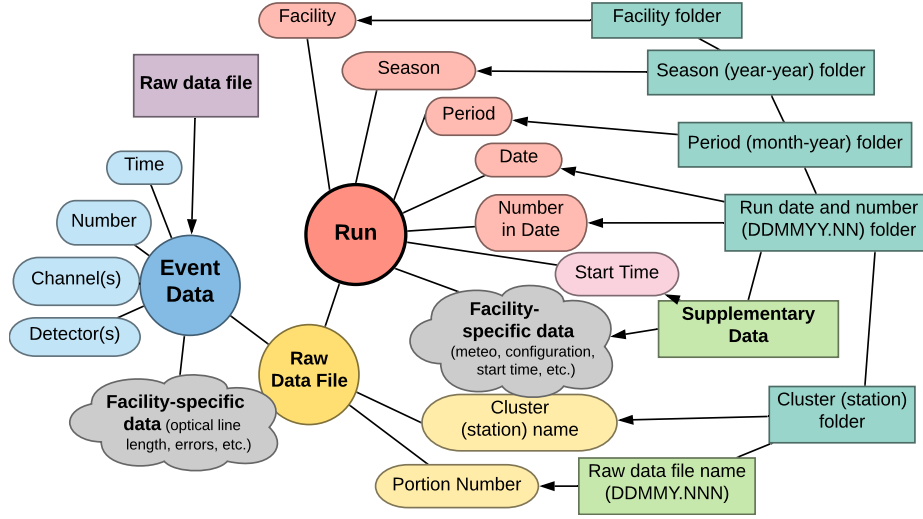 Facility
Facility folder
Season
Season (year-year) folder
Raw data file
Period
Period (month-year) folder
Time
Date
Number
Number
in Date
Run date and number
(DDMMYY.NN) folder
Run
Event
Data
Channel(s)
Start Time
Detector(s)
Facility-
specific data
(meteo, configuration,
start time, etc.)
Supplementary
Data
Raw
Data File
Facility-specific
data (optical line
length, errors, etc.)
Cluster
(station) name
Cluster (station)
folder
Portion Number
Raw data file name
(DDMMY.NNN)